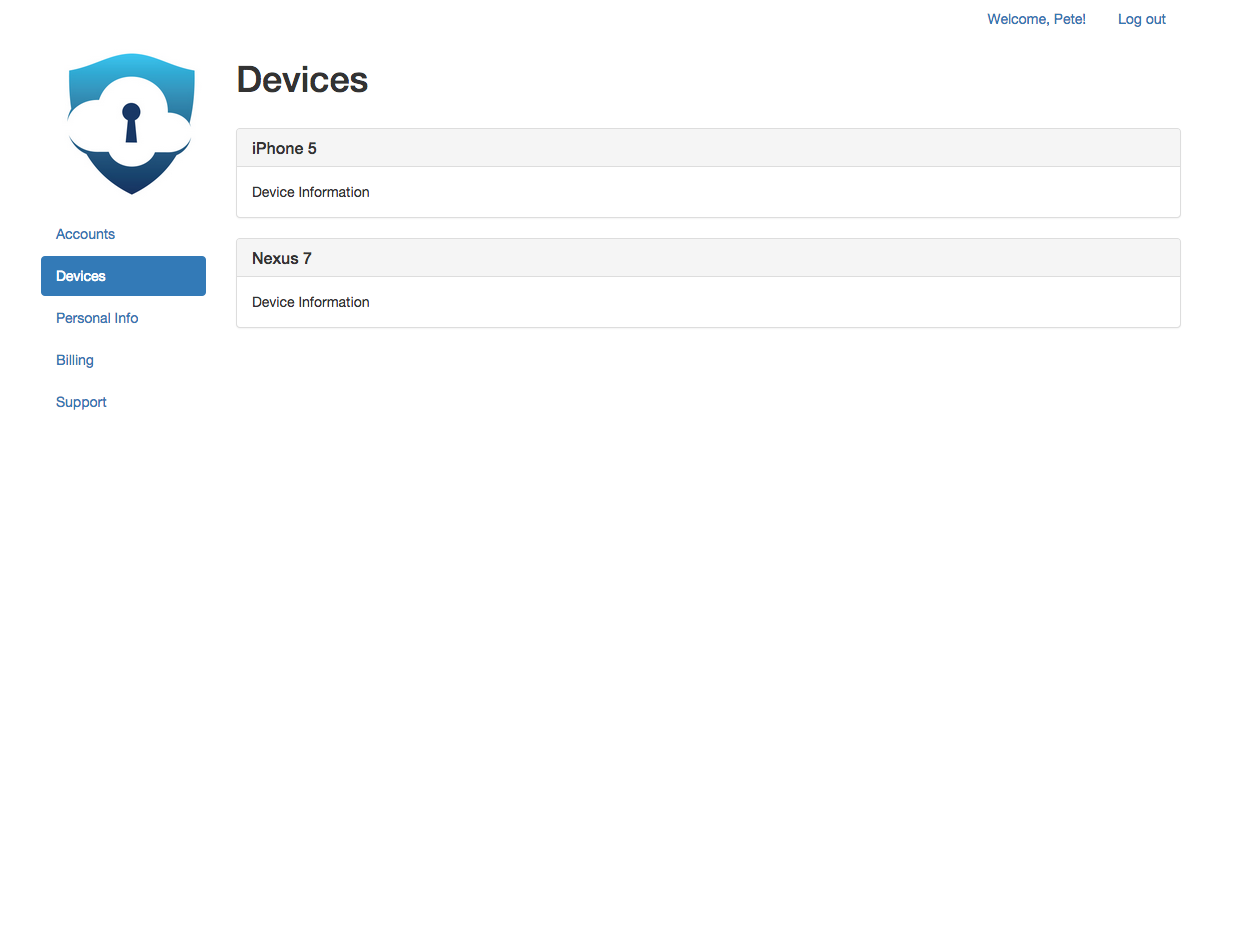 Welcome, Pete! Log out
Devices
iPhone 5
Device Information
Nexus 7
Device Information
Accounts
Devices
Personal Info
Billing
Support